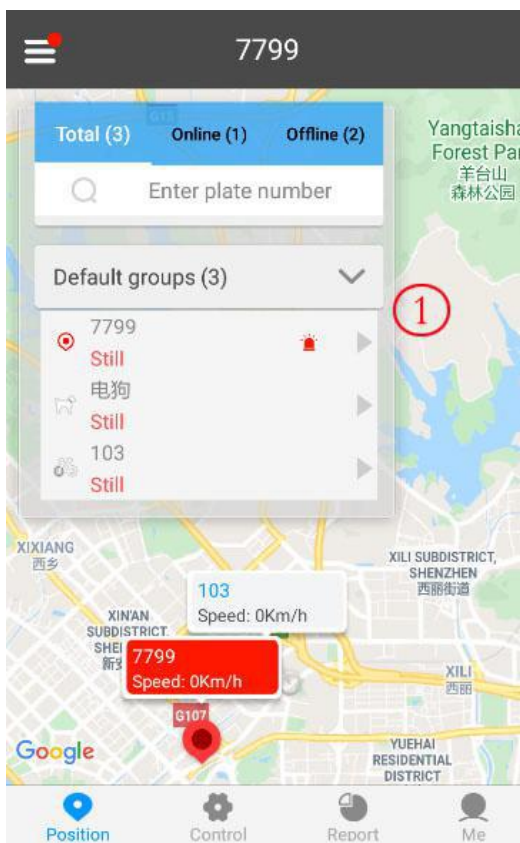 7799
Total (3)
Online (1)
Offline (2)
Enter plate number
Yangtaisha
Forest Par
羊台山
森林公园
Default groups (3)
1
7799
Still
电狗
Still
103
Still
XIXIANG
西乡
XILI SUBDISTRICT,
SHENZHEN
西丽街道
103
Speed: 0Km/h
XIN'AN
SUBDISTRICT,
SHE
新安
7799
Speed: 0Km/h
XILI
西丽
G107
Google
YUEHAI
RESIDENTIAL
DISTRICT
Position
Control
Report
Me